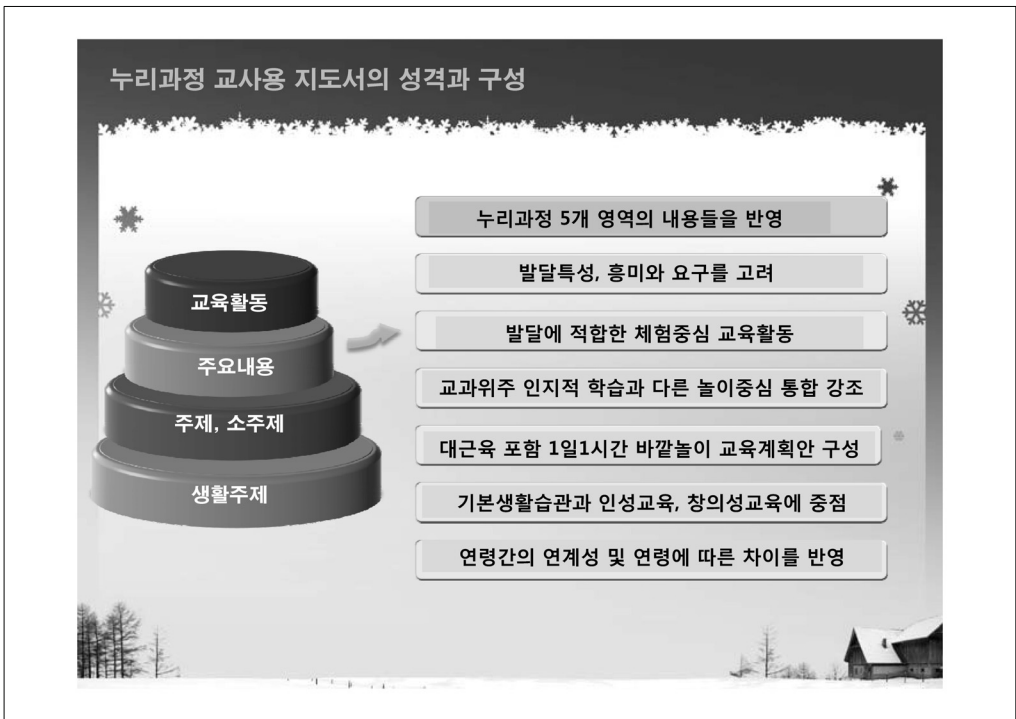 누리과정 교사용 지도서의 성격과 구성
교육활동
주요내용
주제, 소주제
생활주제
누리과정 5개 영역의 내용들을 반영
발달특성, 흥미와 요구를 고려
발달에 적합한 체험중심 교육활동
교과위주 인지적 학습과 다른 놀이중심 통합 강조
대근육 포함 1일1시간 바깥놀이 교육계획안 구성
기본생활습관과 인성교육, 창의성교육에 중점
연령간의 연계성 및 연령에 따른 차이를 반영